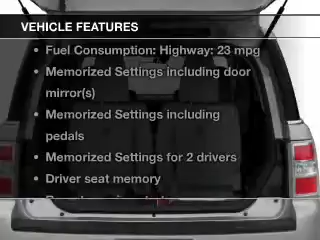 VEHICLE FEATURES
• Fuel Consumption: Highway: 23 mpg
• Memorized Settings including door
mirror(s)
• Memorized Settings including
pedals
• Memorized Settings for 2 drivers
• Driver seat memory